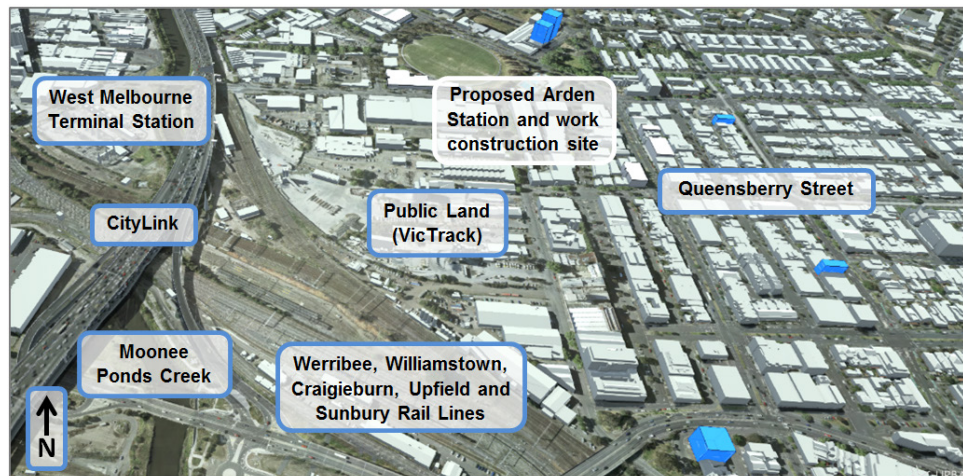 West Melbourne
Terminal Station
Proposed Arden
Station and work
construction site
Queensberry Street
CityLink
Public Land
(VicTrack)
Moonee
Ponds Creek
Werribee, Williamstown,
Craigieburn, Upfield and
Sunbury Rail Lines
N